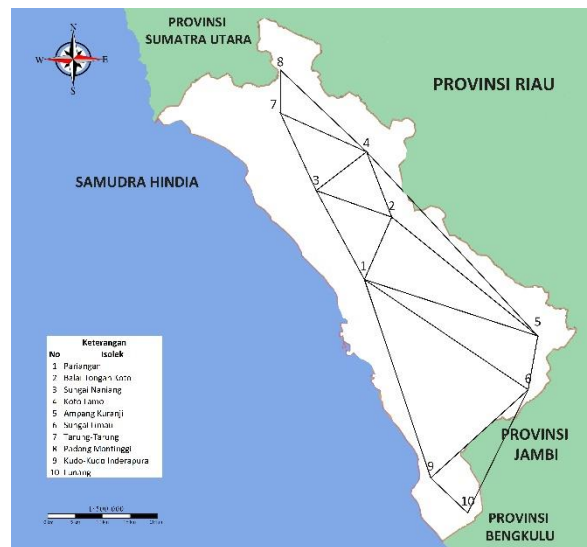 N
W E
S
PROVINSI
SUMATRA UTARA
PROVINSI RIAU
SAMUDRA HINDIA
8
7
4
3
2
1
5
6
9
10
PROVINSI
JAMBI
PROVINSI
BENGKULU
Keterangan
No Isolek
1 Pariangan
2 Balai Tongah Koto
3 Sungai Naniang
4 Koto Lamo
5 Ampang Kuranji
6 Sungai Limau
7 Tarung-Tarung
8 Padang Mantinggi
9 Kudo-Kudo Inderapura
10 Lunang